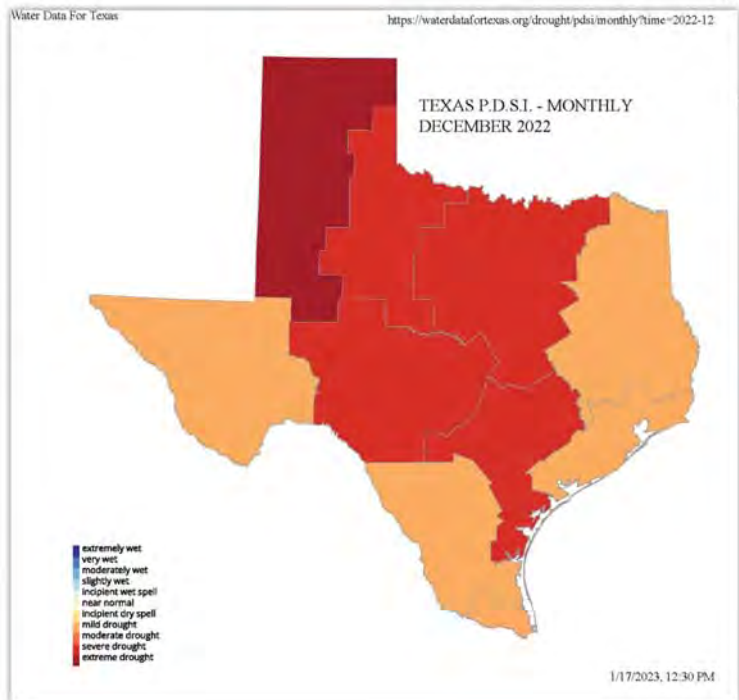 Water Data For Texas
https://waterdatafortexas.org/drought/pdsi/monthly?time=2022-12
TEXAS P.D.S.I. - MONTHLY
DECEMBER 2022
extremely wet
very wet
moderately wet
slightly wet
incipient wet spell
near normal
incipient dry spell
mild drought
moderate drought
severe drought
extreme drought
1/17/2023, 12:30 PM